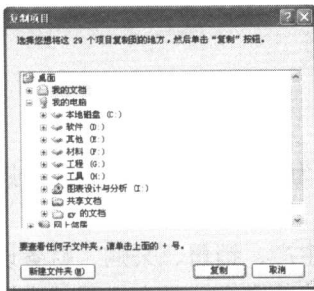 复制项目
选择您想将这 29 个项目复制到的地方，然后单击“复制”按钮。
桌面
我的文档
我的电脑
本地磁盘 (C:)
软件 (D:)
其他 (E:)
材料 (F:)
工程 (G:)
工具 (H:)
图表设计与分析 (I:)
共享文档
的文档
网上邻居
要查看任何子文件夹，请单击上面的 + 号。
新建文件夹(M)
复制
取消